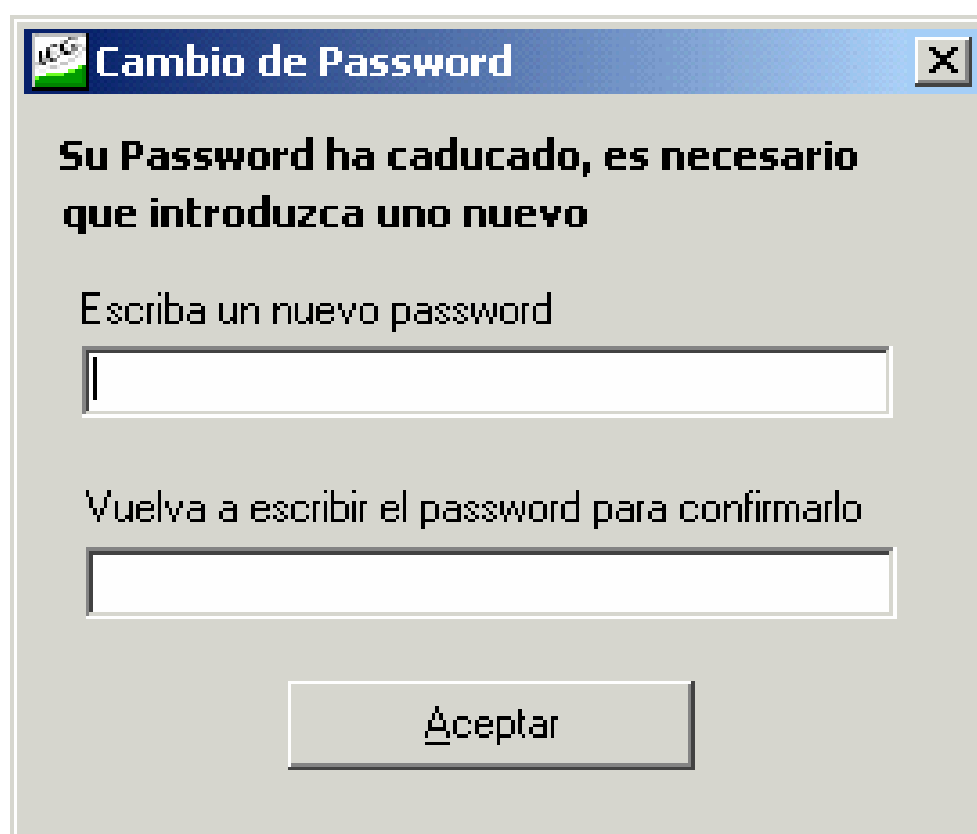 ICG
Cambio de Password
Su Password ha caducado, es necesario
que introduzca uno nuevo
Escriba un nuevo password
Vuelva a escribir el password para confirmarlo
Aceptar